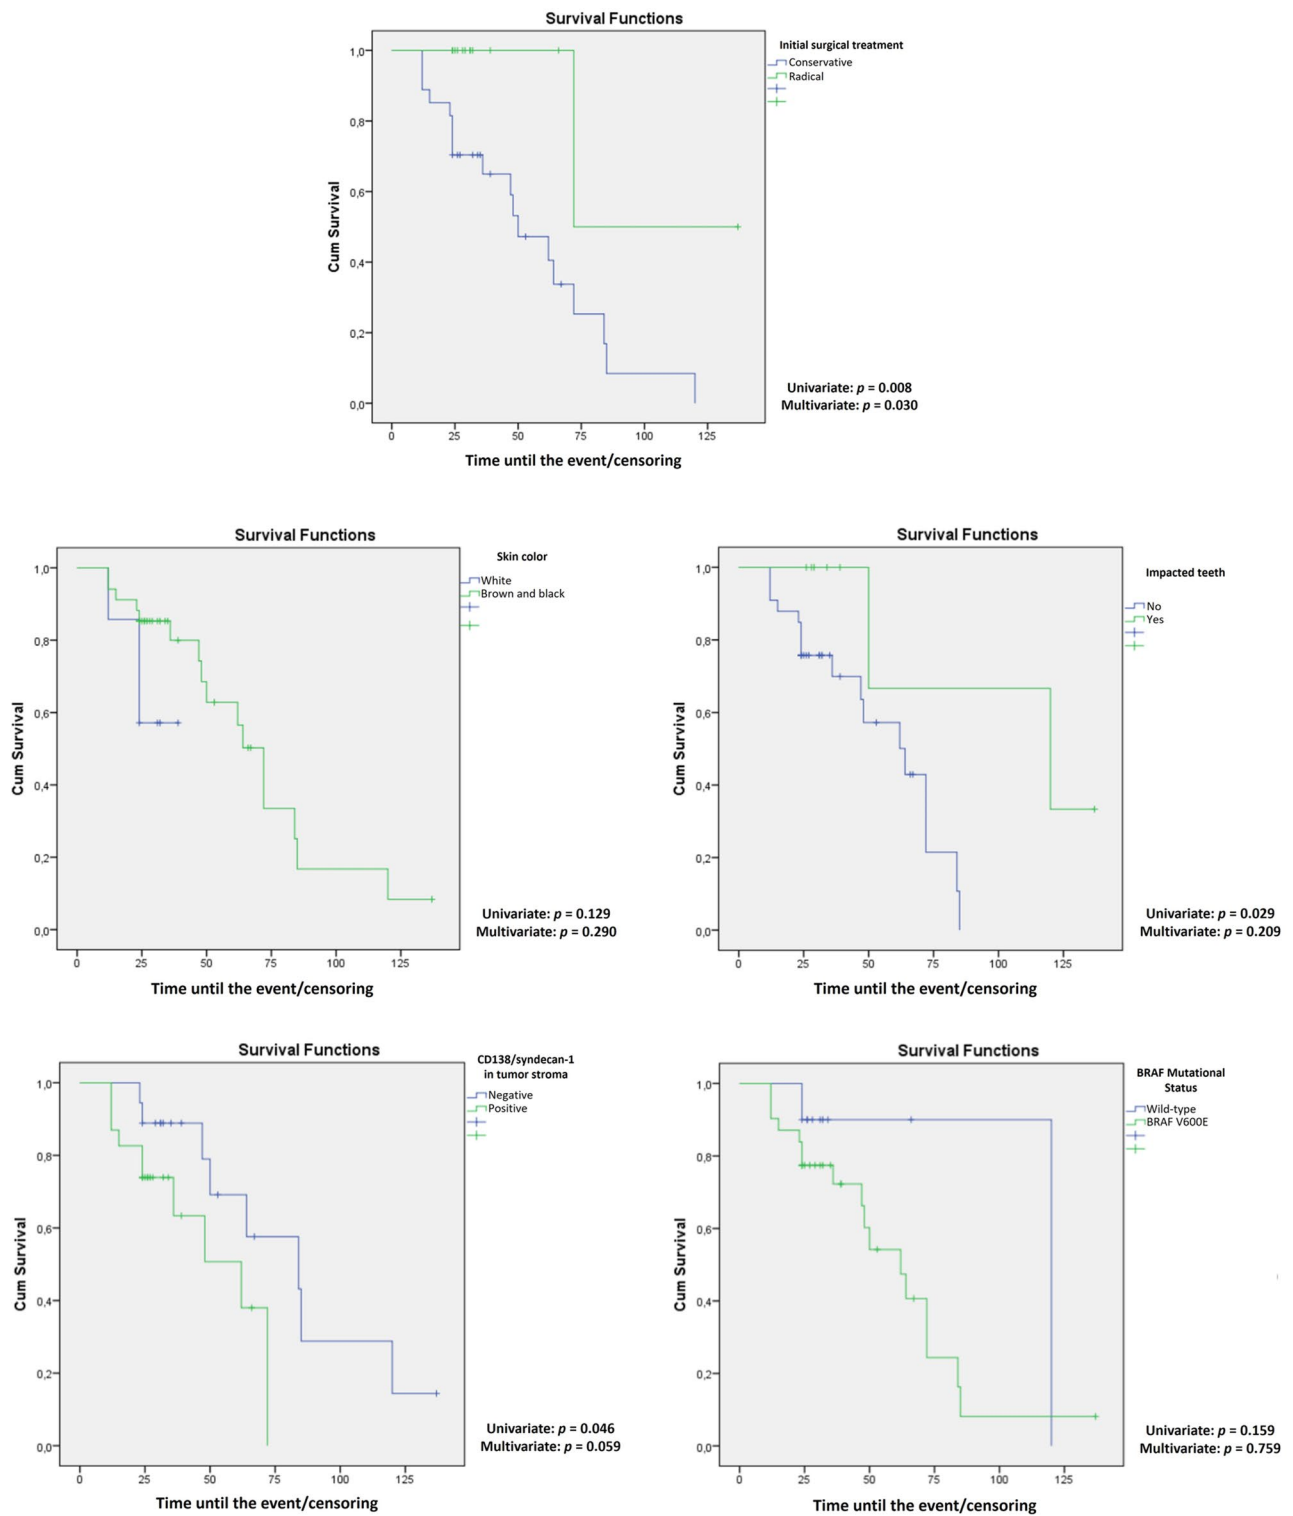 Survival Functions
Initial surgical treatment
Conservative
Radical
1,0
0,8
0,6
0,4
0,2
0,0
Cum Survival
0 25 50 75 100 125
Time until the event/censoring
Univariate: p = 0.008
Multivariate: p = 0.030
Survival Functions
Skin color
White
Brown and black
1,0
0,8
0,6
0,4
0,2
0,0
Cum Survival
0 25 50 75 100 125
Time until the event/censoring
Univariate: p = 0.129
Multivariate: p = 0.290
Survival Functions
Impacted teeth
No
Yes
1,0
0,8
0,6
0,4
0,2
0,0
Cum Survival
0 25 50 75 100 125
Time until the event/censoring
Univariate: p = 0.029
Multivariate: p = 0.209
Survival Functions
CD138/syndecan-1
in tumor stroma
Negative
Positive
1,0
0,8
0,6
0,4
0,2
0,0
Cum Survival
0 25 50 75 100 125
Time until the event/censoring
Univariate: p = 0.046
Multivariate: p = 0.059
Survival Functions
BRAF Mutational
Status
Wild-type
BRAF V600E
1,0
0,8
0,6
0,4
0,2
0,0
Cum Survival
0 25 50 75 100 125
Time until the event/censoring
Univariate: p = 0.159
Multivariate: p = 0.759